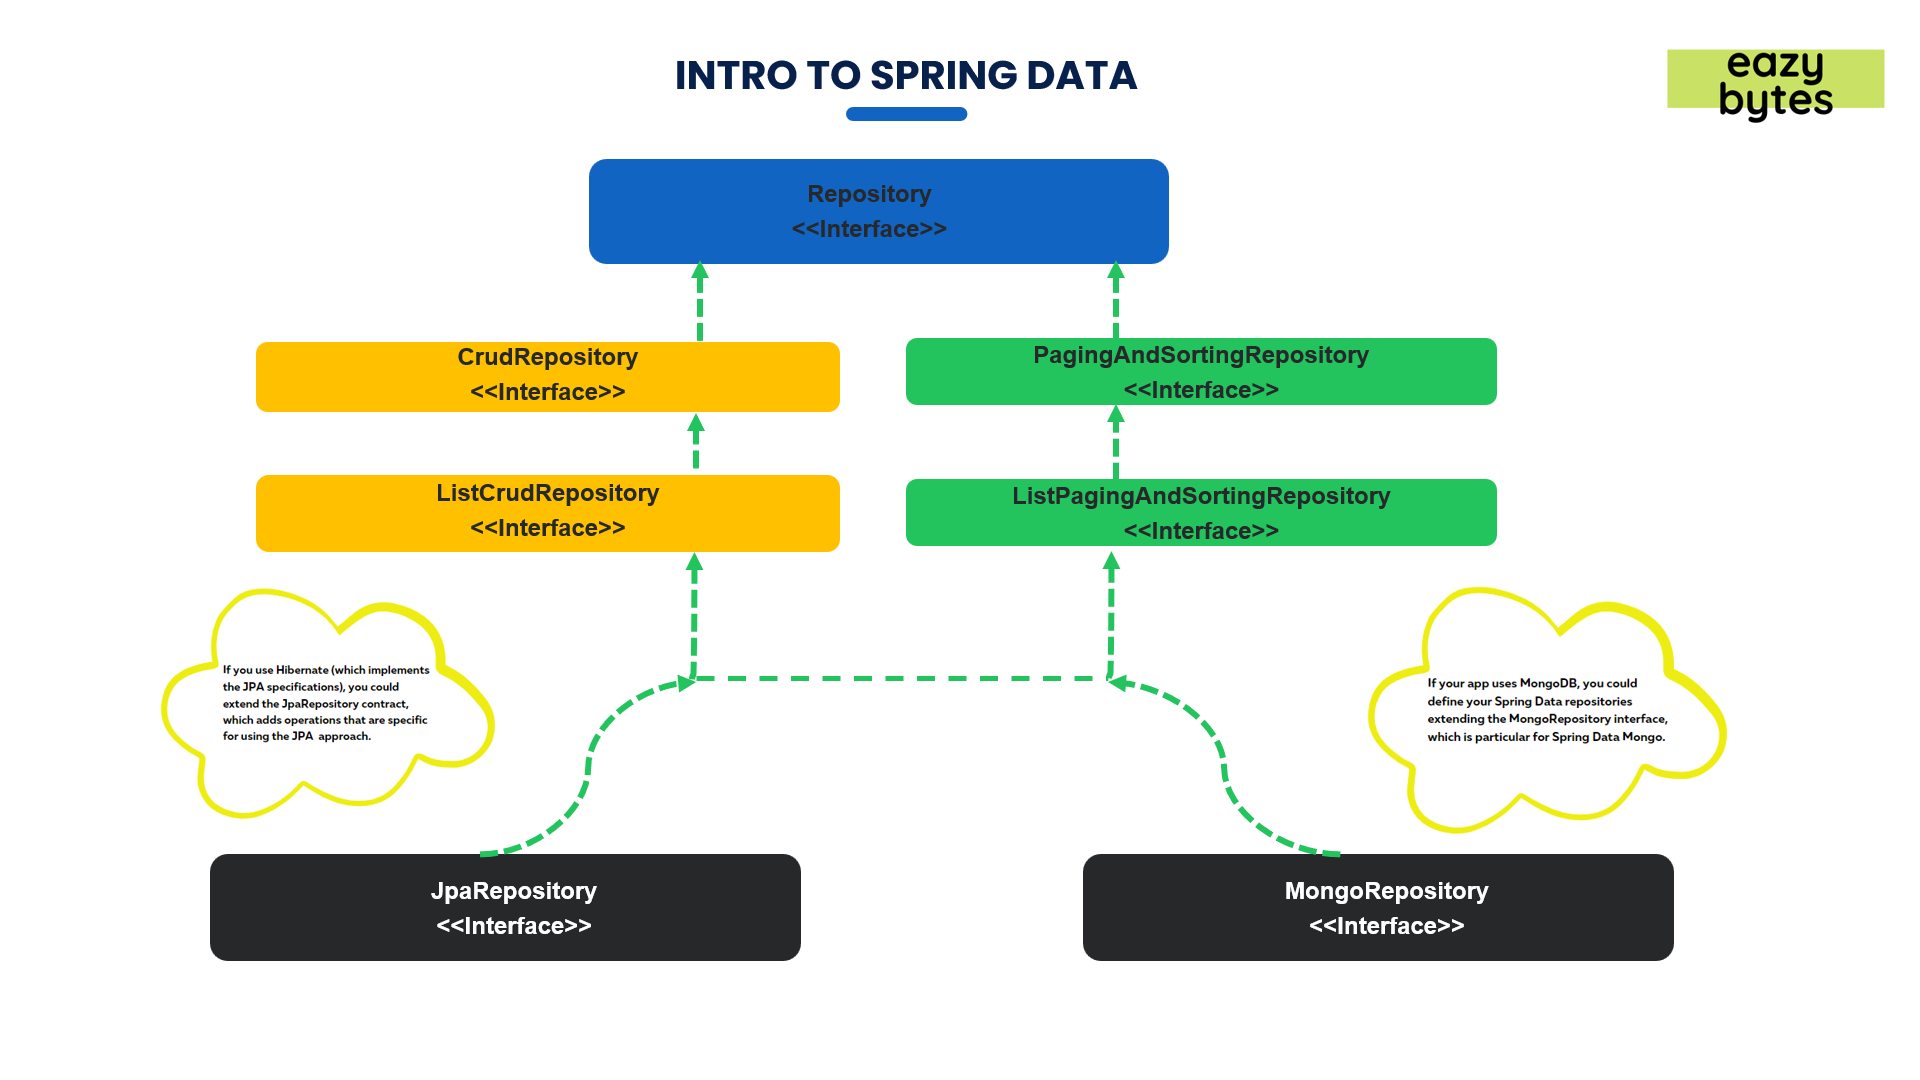 INTRO TO SPRING DATA
eazy
bytes
Repository
<<Interface>>
CrudRepository
<<Interface>>
PagingAndSortingRepository
<<Interface>>
ListCrudRepository
<<Interface>>
ListPagingAndSortingRepository
<<Interface>>
If you use Hibernate (which implements
the JPA specifications), you could
extend the JpaRepository contract,
which adds operations that are specific
for using the JPA  approach.
If your app uses MongoDB, you could
define your Spring Data repositories
extending the MongoRepository interface,
which is particular for Spring Data Mongo.
JpaRepository
<<Interface>>
MongoRepository
<<Interface>>